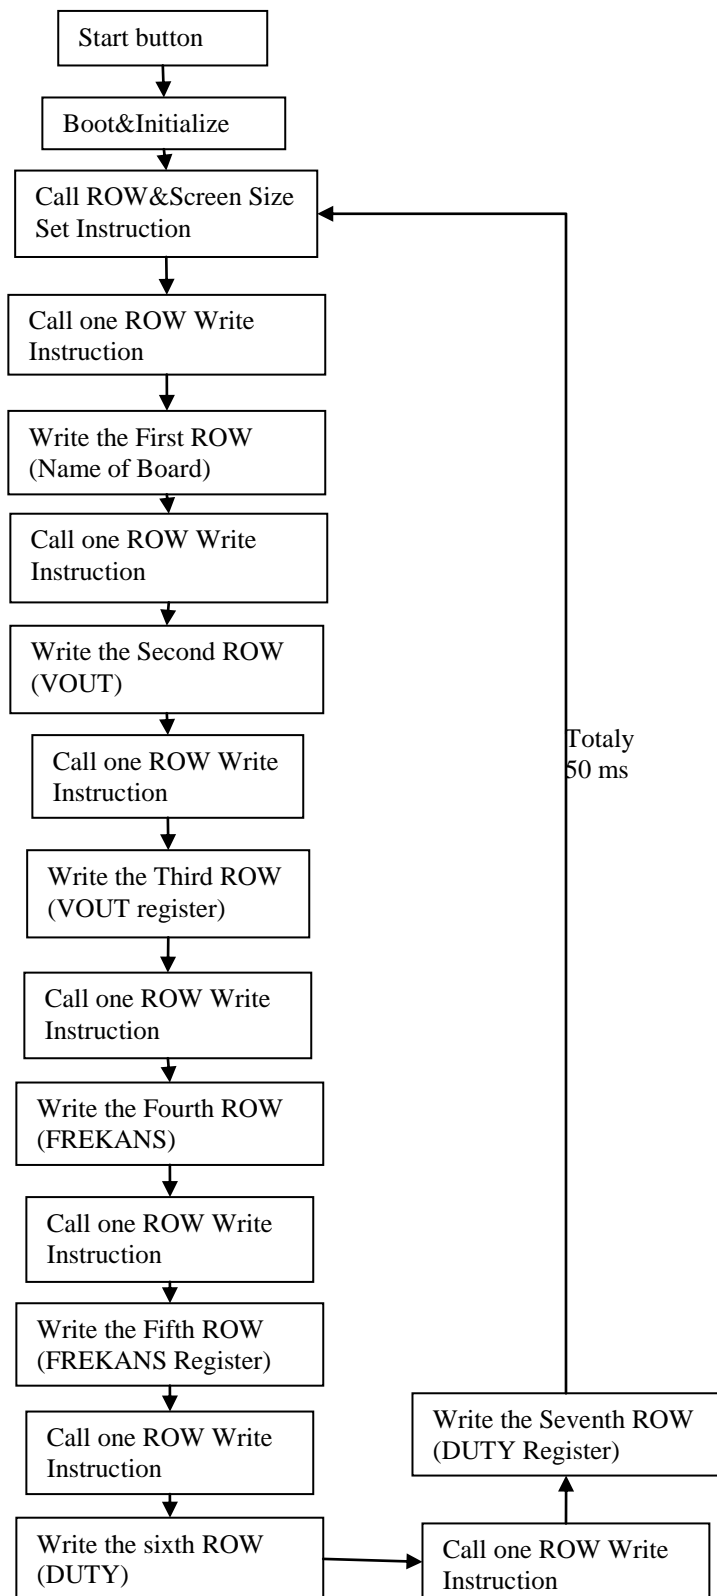 Start button
Boot&Initialize
Call ROW&Screen Size
Set Instruction
Call one ROW Write
Instruction
Write the First ROW
(Name of Board)
Call one ROW Write
Instruction
Write the Second ROW
(VOUT)
Call one ROW Write
Instruction
Write the Third ROW
(VOUT register)
Call one ROW Write
Instruction
Write the Fourth ROW
(FREKANS)
Call one ROW Write
Instruction
Write the Fifth ROW
(FREKANS Register)
Call one ROW Write
Instruction
Write the sixth ROW
(DUTY)
Call one ROW Write
Instruction
Write the Seventh ROW
(DUTY Register)
Totaly
50 ms